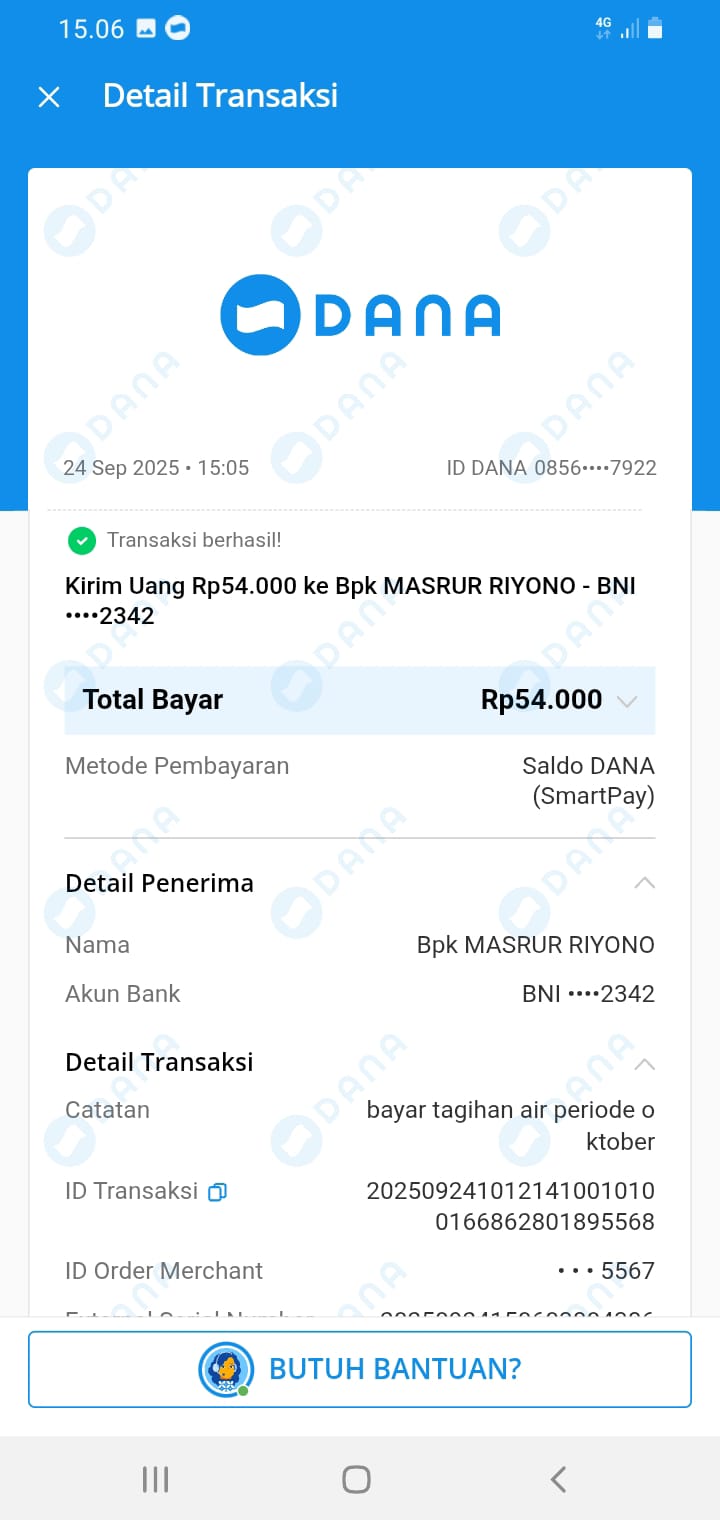 15.06
4G
Detail Transaksi
DANA
24 Sep 2025 • 15:05
ID DANA 0856••••7922
Transaksi berhasil!
Kirim Uang Rp54.000 ke Bpk MASRUR RIYONO - BNI
••••2342
Total Bayar
Rp54.000
Metode Pembayaran
Saldo DANA
(SmartPay)
Detail Penerima
Nama
Bpk MASRUR RIYONO
Akun Bank
BNI ••••2342
Detail Transaksi
Catatan
bayar tagihan air periode o
ktober
ID Transaksi
202509241012141001010
0166862801895568
ID Order Merchant
• • • 5567
BUTUH BANTUAN?